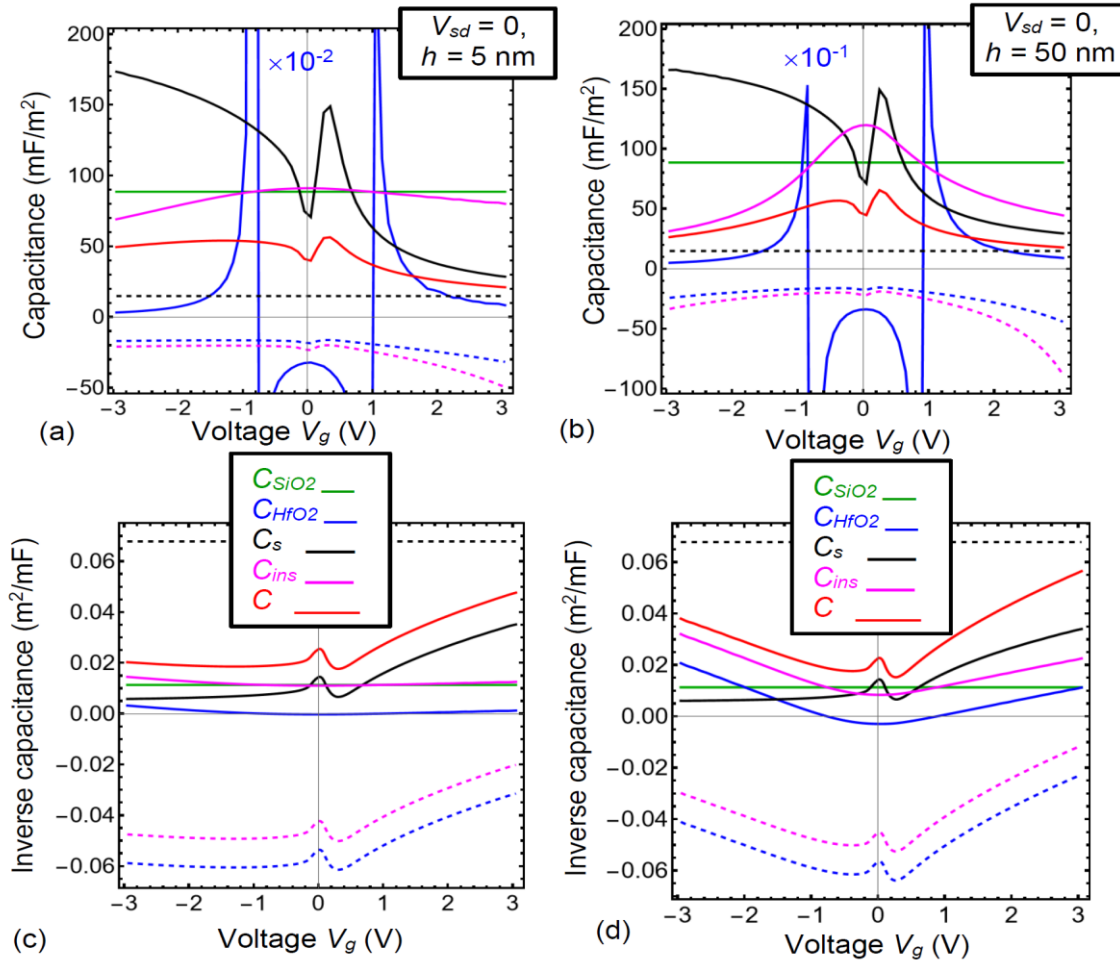 V_sd = 0,
h = 5 nm
×10⁻²
200
150
100
50
0
−50
Capacitance (mF/m²)
−3 −2 −1 0 1 2 3
(a) Voltage V_g (V)
V_sd = 0,
h = 50 nm
×10⁻¹
200
150
100
50
0
−50
−100
Capacitance (mF/m²)
−3 −2 −1 0 1 2 3
(b) Voltage V_g (V)
C_SiO2
C_HfO2
C_s
C_ins
C
0.06
0.04
0.02
0.00
−0.02
−0.04
−0.06
Inverse capacitance (m²/mF)
−3 −2 −1 0 1 2 3
(c) Voltage V_g (V)
C_SiO2
C_HfO2
C_s
C_ins
C
0.06
0.04
0.02
0.00
−0.02
−0.04
−0.06
Inverse capacitance (m²/mF)
−3 −2 −1 0 1 2 3
(d) Voltage V_g (V)